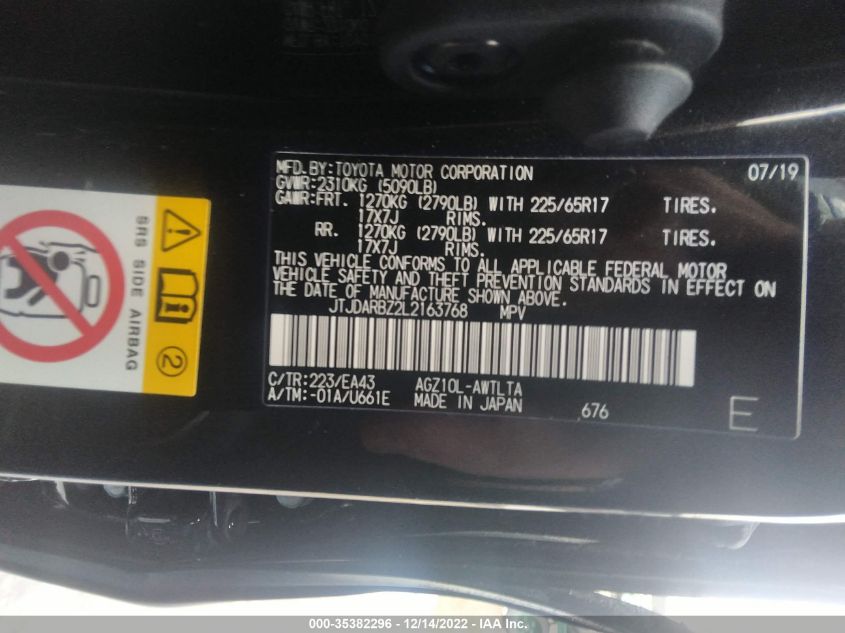 MFD.BY:TOYOTA MOTOR CORPORATION 07/19
GVWR:2310KG (5090LB)
GAWR:FRT. 1270KG (2790LB) WITH 225/65R17 TIRES.
17X7J RIMS.
RR. 1270KG (2790LB) WITH 225/65R17 TIRES.
17X7J RIMS.
THIS VEHICLE CONFORMS TO ALL APPLICABLE FEDERAL MOTOR
VEHICLE SAFETY AND THEFT PREVENTION STANDARDS IN EFFECT ON
THE DATE OF MANUFACTURE SHOWN ABOVE.
JTJDARBZ2L2163768 MPV
C/TR:223/EA43 AGZ10L-AWTLTA
A/TM:-01A/U661E MADE IN JAPAN 676 E
SRS SIDE AIRBAG
2
000-35382296 - 12/14/2022 - IAA Inc.